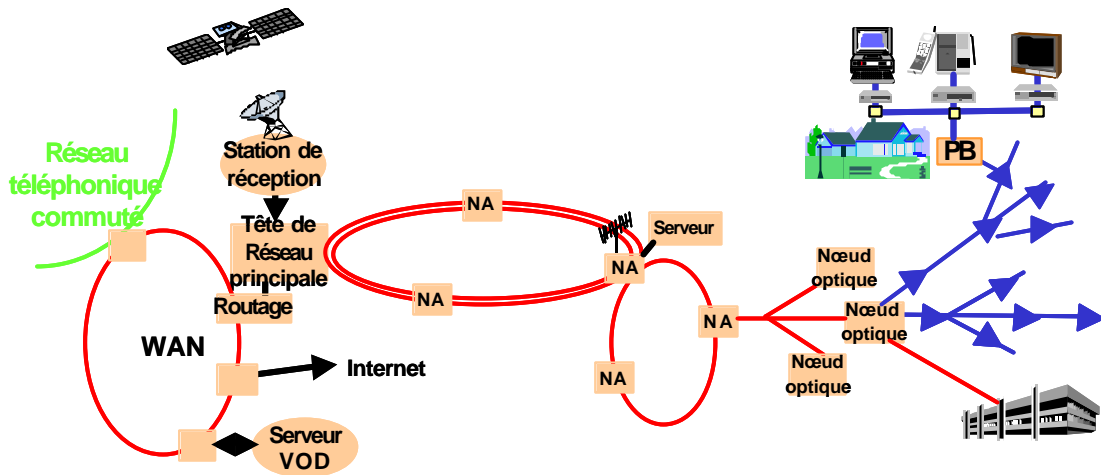 Réseau
téléphonique
commuté
Station de
réception
Tête de
Réseau
principale
Routage
WAN
Internet
Serveur
VOD
NA
NA
NA
Serveur
NA
NA
Nœud
optique
Nœud
optique
Nœud
optique
PB